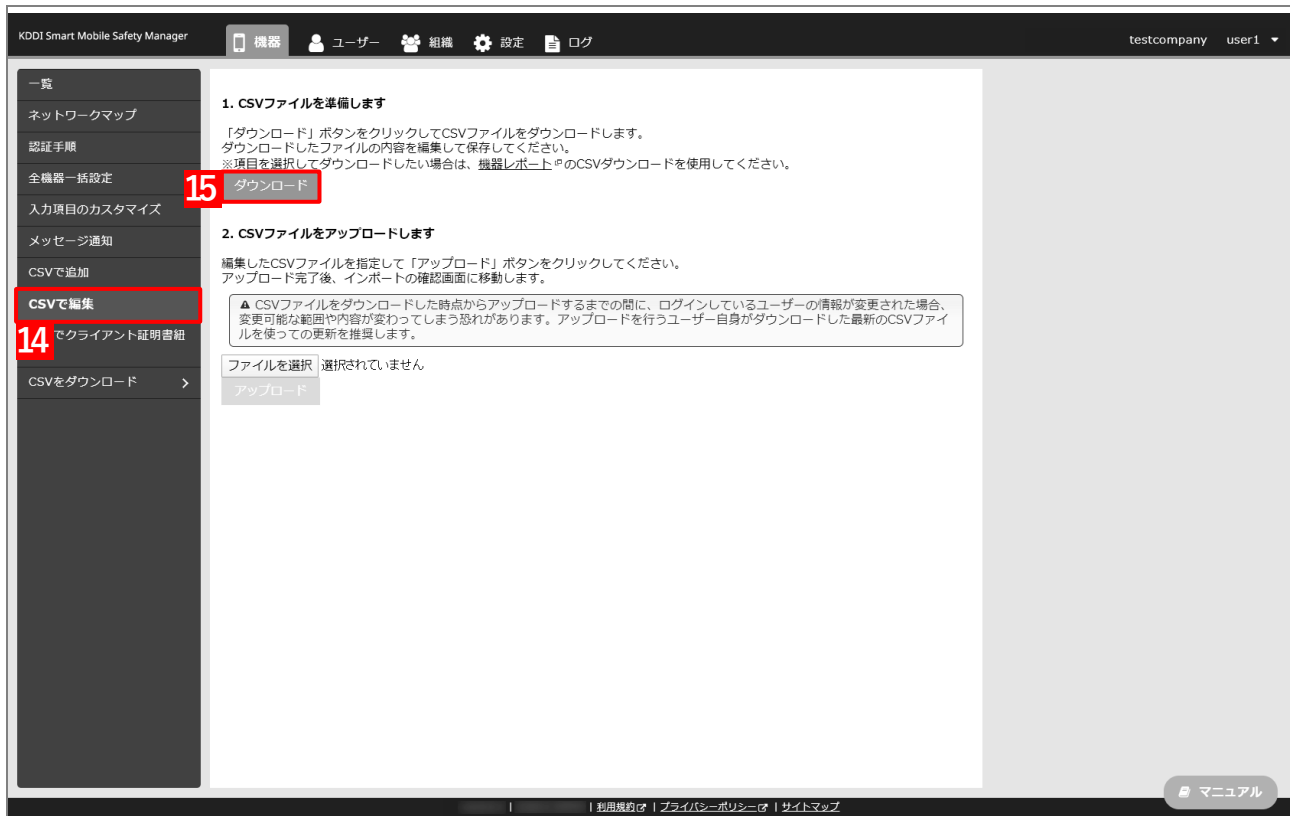 KDDI Smart Mobile Safety Manager
機器
ユーザー
組織
設定
ログ
testcompany
user1
一覧
ネットワークマップ
認証手順
全機器一括設定
入力項目のカスタマイズ
メッセージ通知
CSVで追加
CSVで編集
14
でクライアント証明書紐
CSVをダウンロード
1. CSVファイルを準備します
「ダウンロード」ボタンをクリックしてCSVファイルをダウンロードします。
ダウンロードしたファイルの内容を編集して保存してください。
※項目を選択してダウンロードしたい場合は、機器レポートのCSVダウンロードを使用してください。
15
ダウンロード
2. CSVファイルをアップロードします
編集したCSVファイルを指定して「アップロード」ボタンをクリックしてください。
アップロード完了後、インポートの確認画面に移動します。
CSVファイルをダウンロードした時点からアップロードするまでの間に、ログインしているユーザーの情報が変更された場合、
変更可能な範囲や内容が変わってしまう恐れがあります。アップロードを行うユーザー自身がダウンロードした最新のCSVファイ
ルを使っての更新を推奨します。
ファイルを選択 選択されていません
アップロード
マニュアル
| | 利用規約 | プライバシーポリシー | サイトマップ